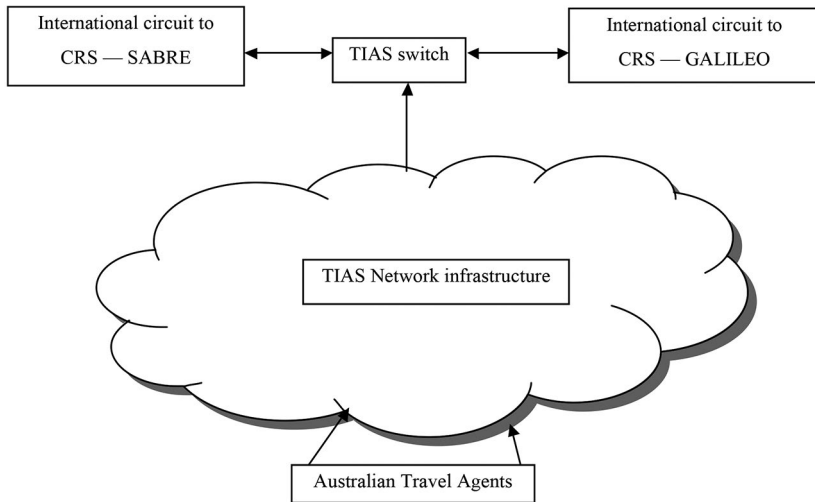 International circuit to
CRS — SABRE
TIAS switch
International circuit to
CRS — GALILEO
TIAS Network infrastructure
Australian Travel Agents